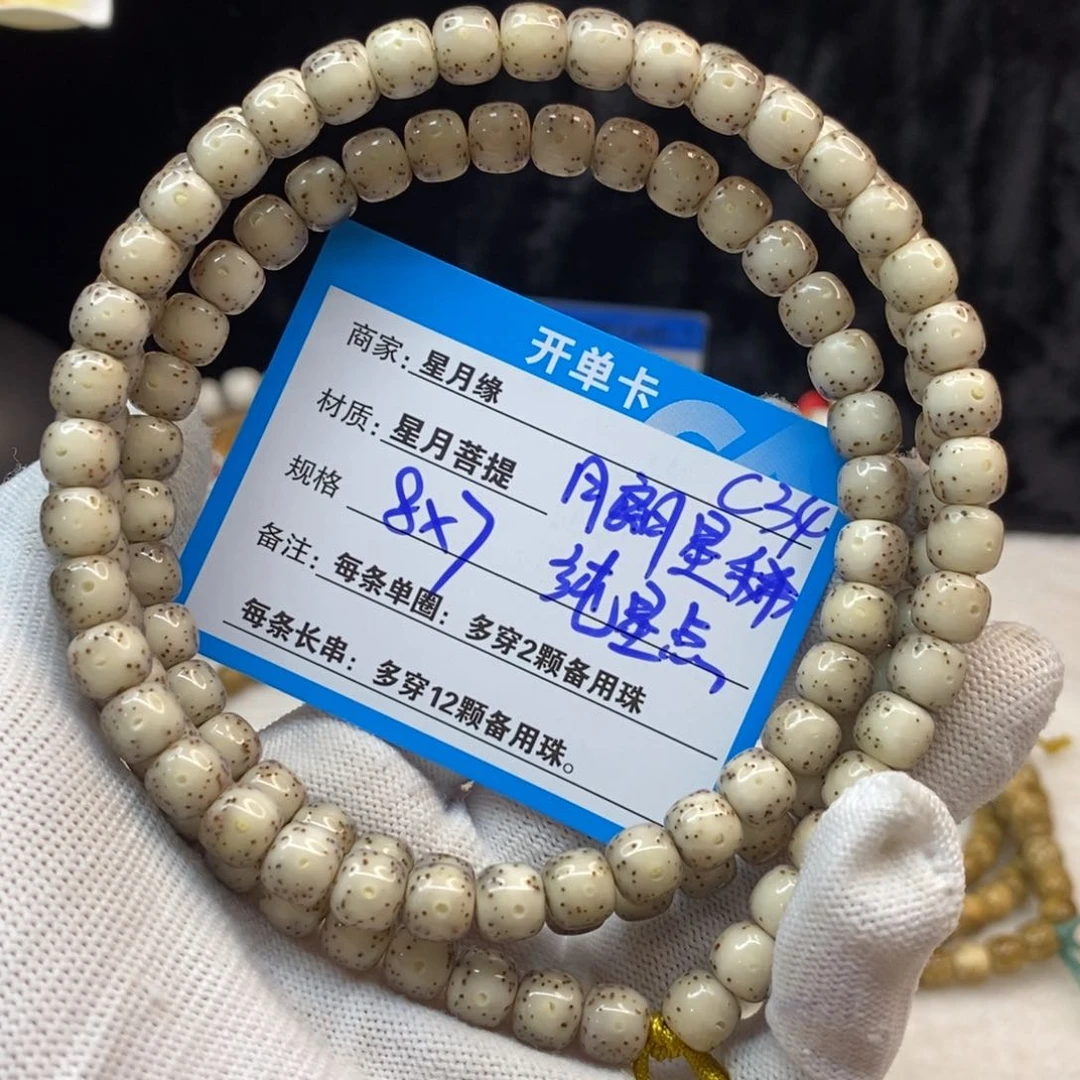 开单卡
商家：星月缘
材质：星月菩提
C34
月朗星稀
规格 8x7
纯星点
备注：每条单圈：多穿2颗备用珠
每条长串：多穿12颗备用珠。